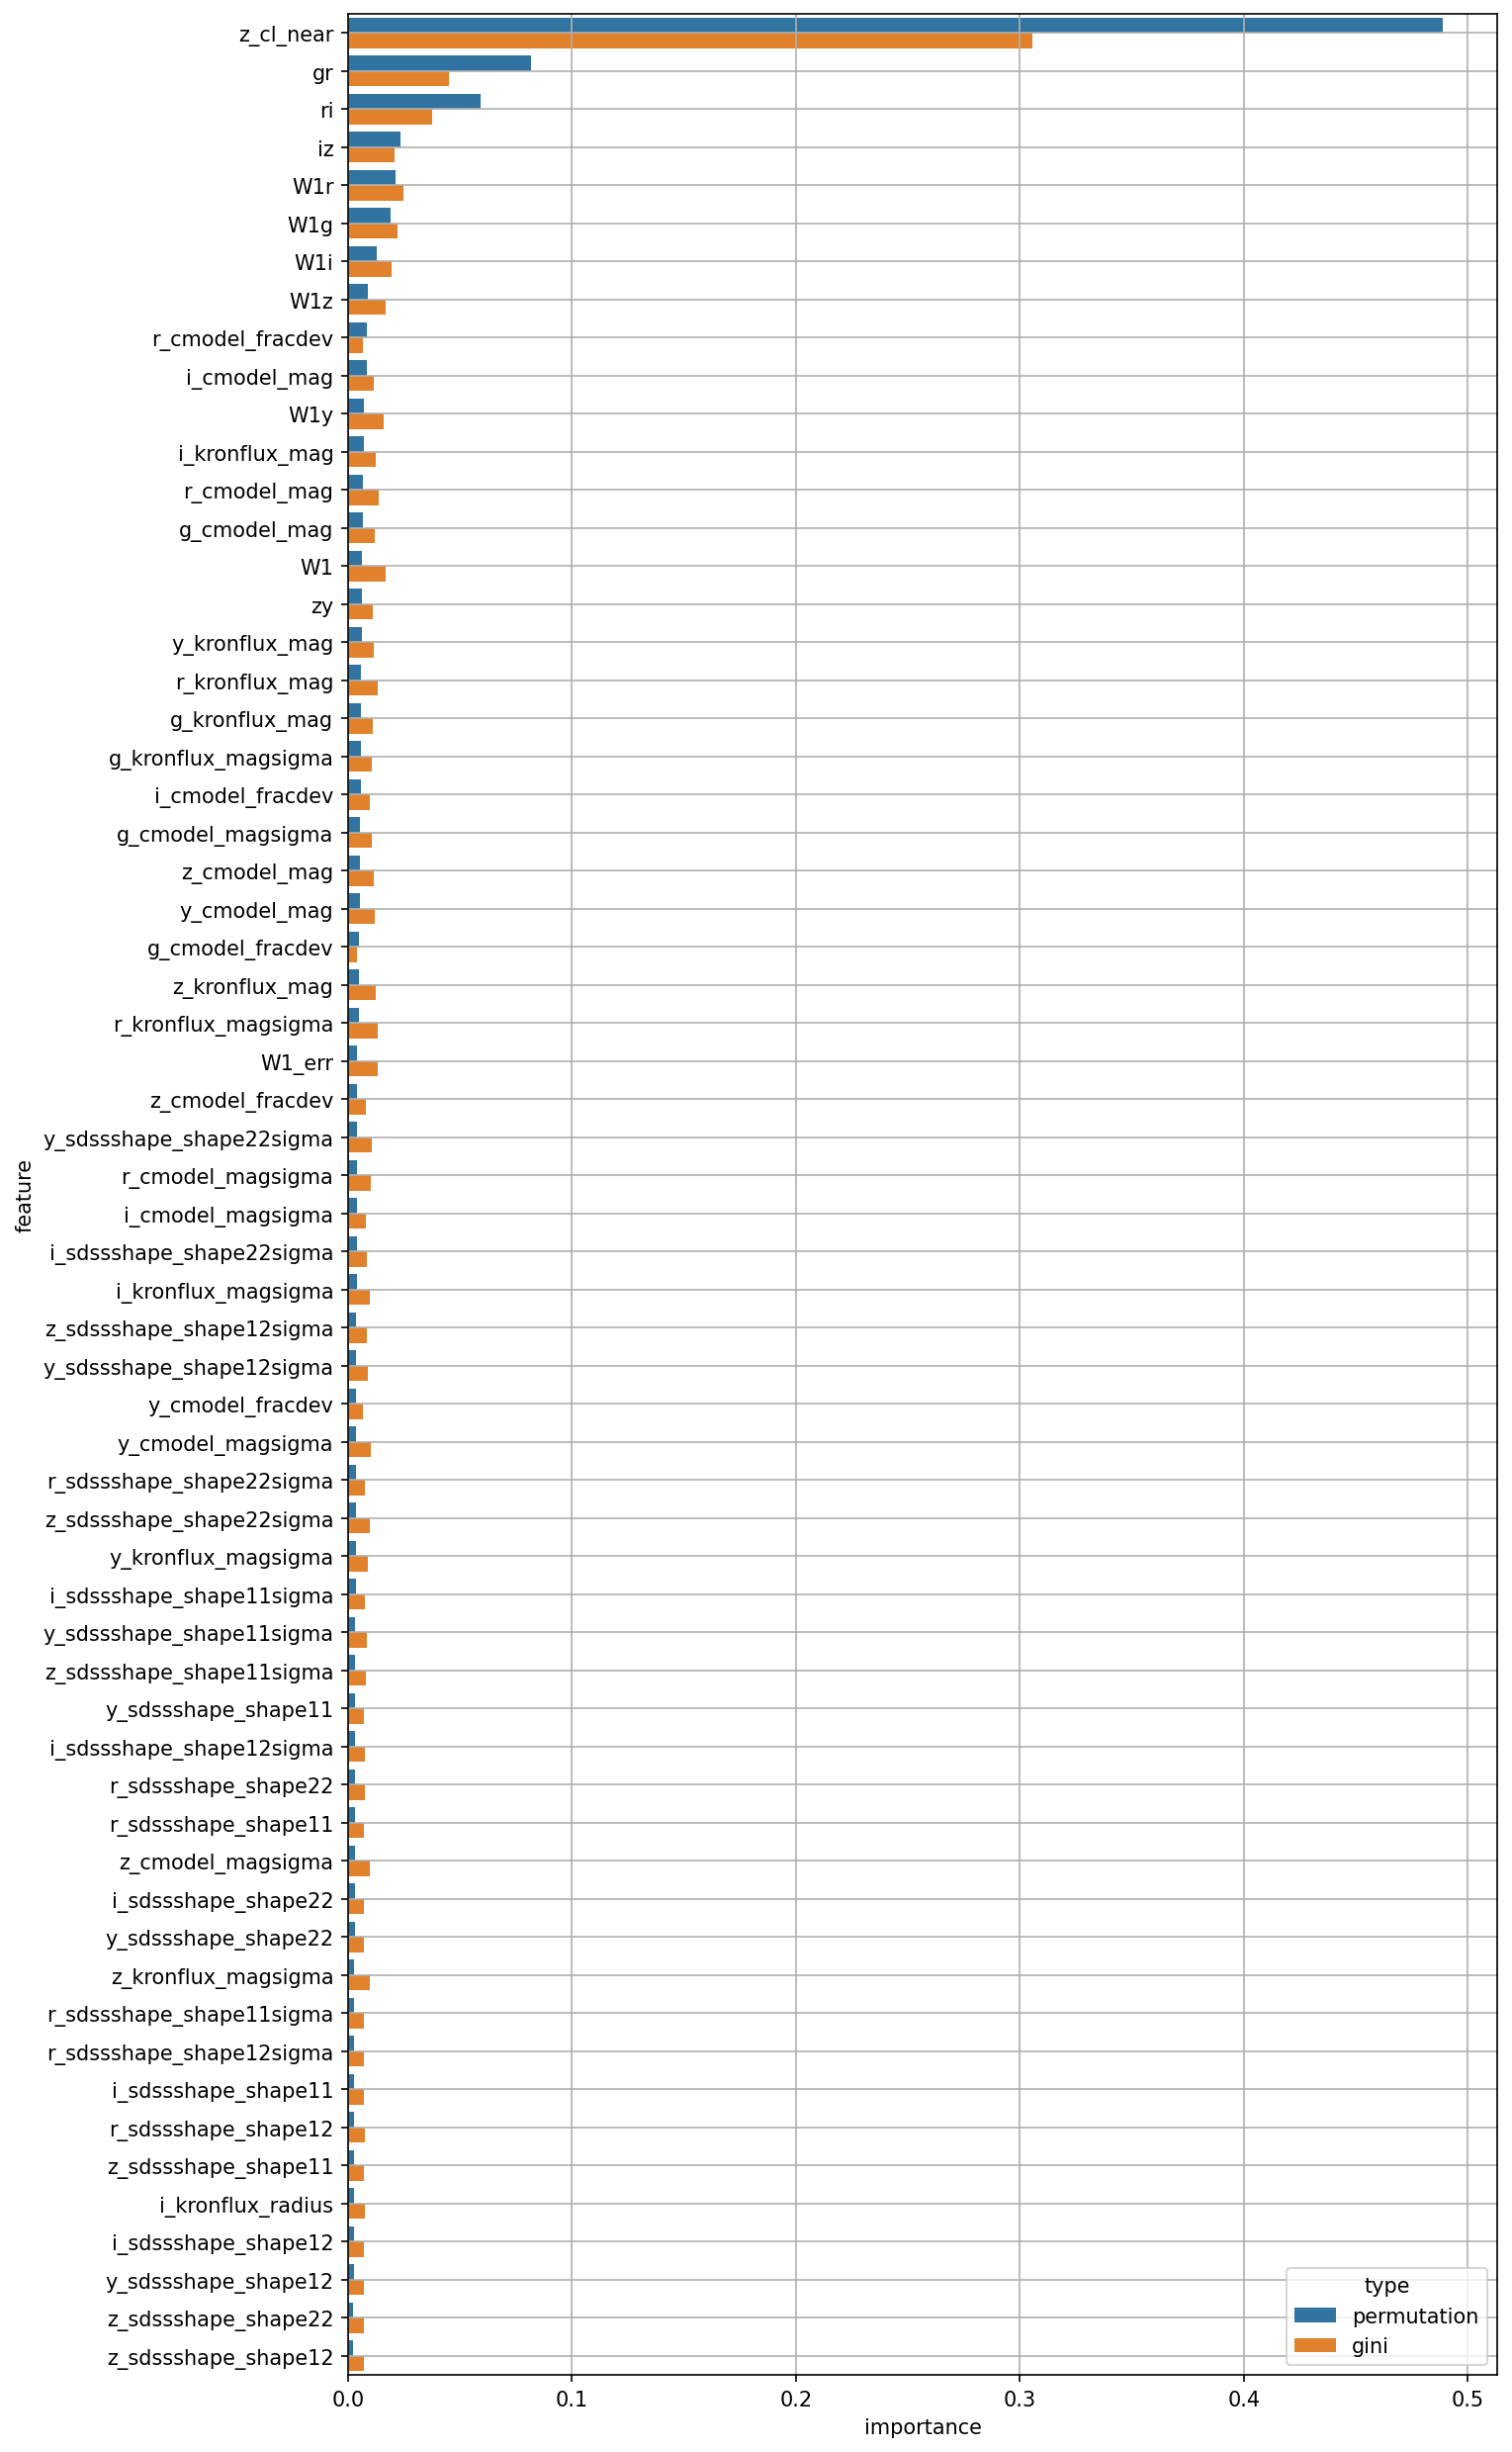 z_cl_near
gr
ri
iz
W1r
W1g
W1i
W1z
r_cmodel_fracdev
i_cmodel_mag
W1y
i_kronflux_mag
r_cmodel_mag
g_cmodel_mag
W1
zy
y_kronflux_mag
r_kronflux_mag
g_kronflux_mag
g_kronflux_magsigma
i_cmodel_fracdev
g_cmodel_magsigma
z_cmodel_mag
y_cmodel_mag
g_cmodel_fracdev
z_kronflux_mag
r_kronflux_magsigma
W1_err
z_cmodel_fracdev
y_sdssshape_shape22sigma
r_cmodel_magsigma
i_cmodel_magsigma
i_sdssshape_shape22sigma
i_kronflux_magsigma
z_sdssshape_shape12sigma
y_sdssshape_shape12sigma
y_cmodel_fracdev
y_cmodel_magsigma
r_sdssshape_shape22sigma
z_sdssshape_shape22sigma
y_kronflux_magsigma
i_sdssshape_shape11sigma
y_sdssshape_shape11sigma
z_sdssshape_shape11sigma
y_sdssshape_shape11
i_sdssshape_shape12sigma
r_sdssshape_shape22
r_sdssshape_shape11
z_cmodel_magsigma
i_sdssshape_shape22
y_sdssshape_shape22
z_kronflux_magsigma
r_sdssshape_shape11sigma
r_sdssshape_shape12sigma
i_sdssshape_shape11
r_sdssshape_shape12
z_sdssshape_shape11
i_kronflux_radius
i_sdssshape_shape12
y_sdssshape_shape12
z_sdssshape_shape22
z_sdssshape_shape12
feature
0.0 0.1 0.2 0.3 0.4 0.5
importance
type
permutation
gini